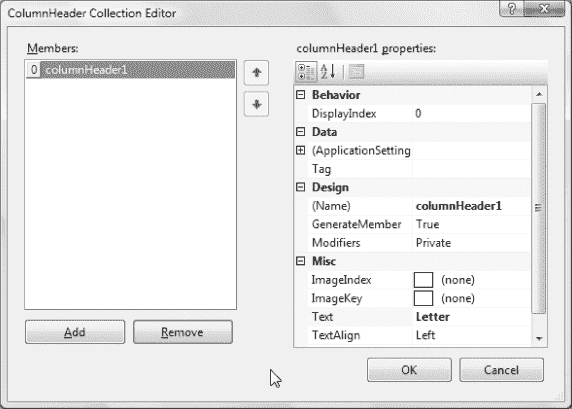 ColumnHeader Collection Editor
Members:
0 columnHeader1
Add
Remove
columnHeader1 properties:
Behavior
DisplayIndex 0
Data
(ApplicationSetting
Tag
Design
(Name) columnHeader1
GenerateMember True
Modifiers Private
Misc
ImageIndex (none)
ImageKey (none)
Text Letter
TextAlign Left
OK
Cancel